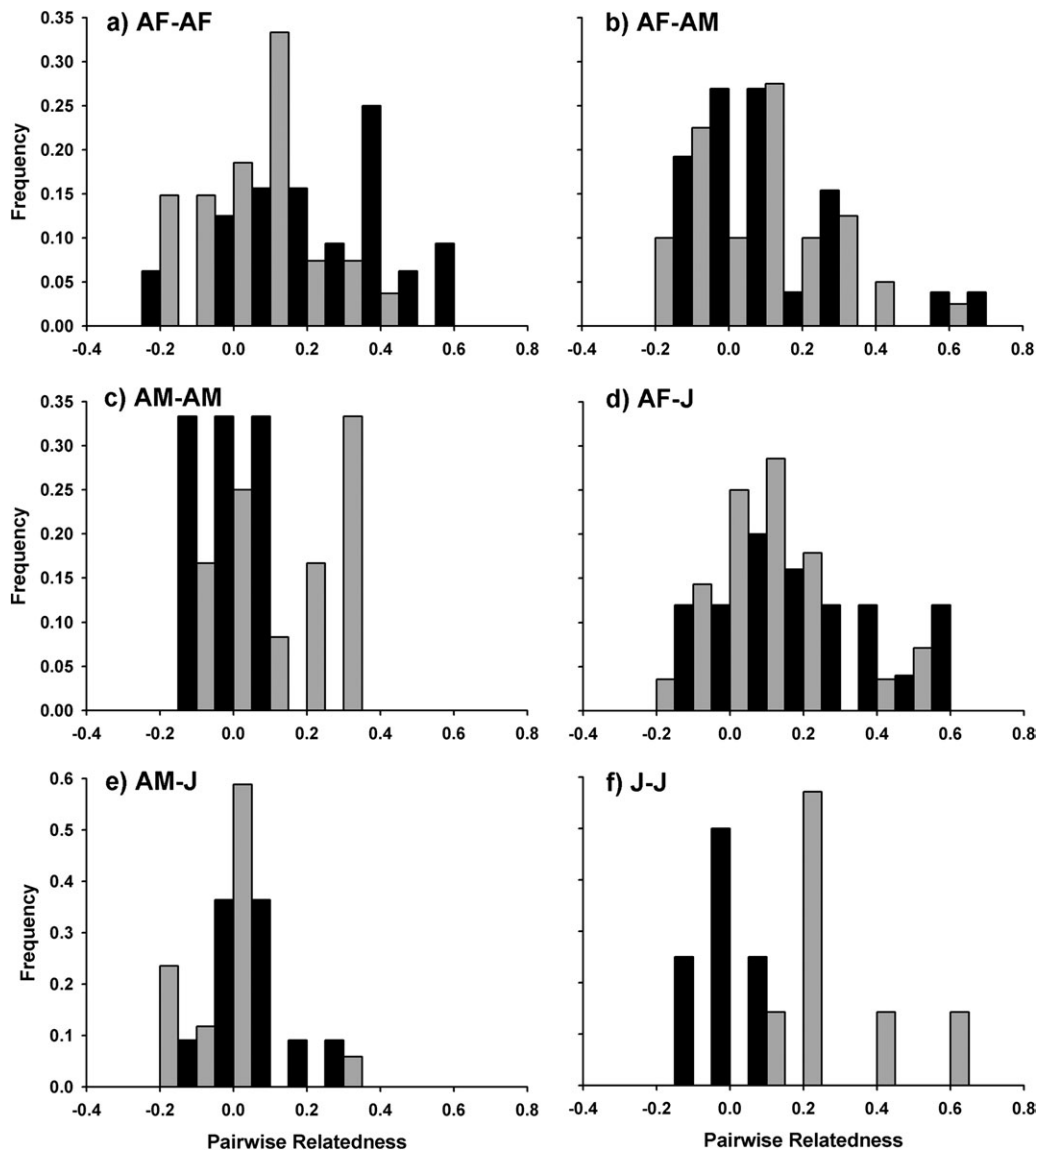 a) AF-AF
0.35
0.30
0.25
0.20
0.15
0.10
0.05
0.00
Frequency
-0.4 -0.2 0.0 0.2 0.4 0.6 0.8
b) AF-AM
-0.4 -0.2 0.0 0.2 0.4 0.6 0.8
c) AM-AM
0.35
0.30
0.25
0.20
0.15
0.10
0.05
0.00
Frequency
-0.4 -0.2 0.0 0.2 0.4 0.6 0.8
d) AF-J
-0.4 -0.2 0.0 0.2 0.4 0.6 0.8
e) AM-J
0.6
0.5
0.4
0.3
0.2
0.1
0.0
Frequency
-0.4 -0.2 0.0 0.2 0.4 0.6 0.8
Pairwise Relatedness
f) J-J
-0.4 -0.2 0.0 0.2 0.4 0.6 0.8
Pairwise Relatedness